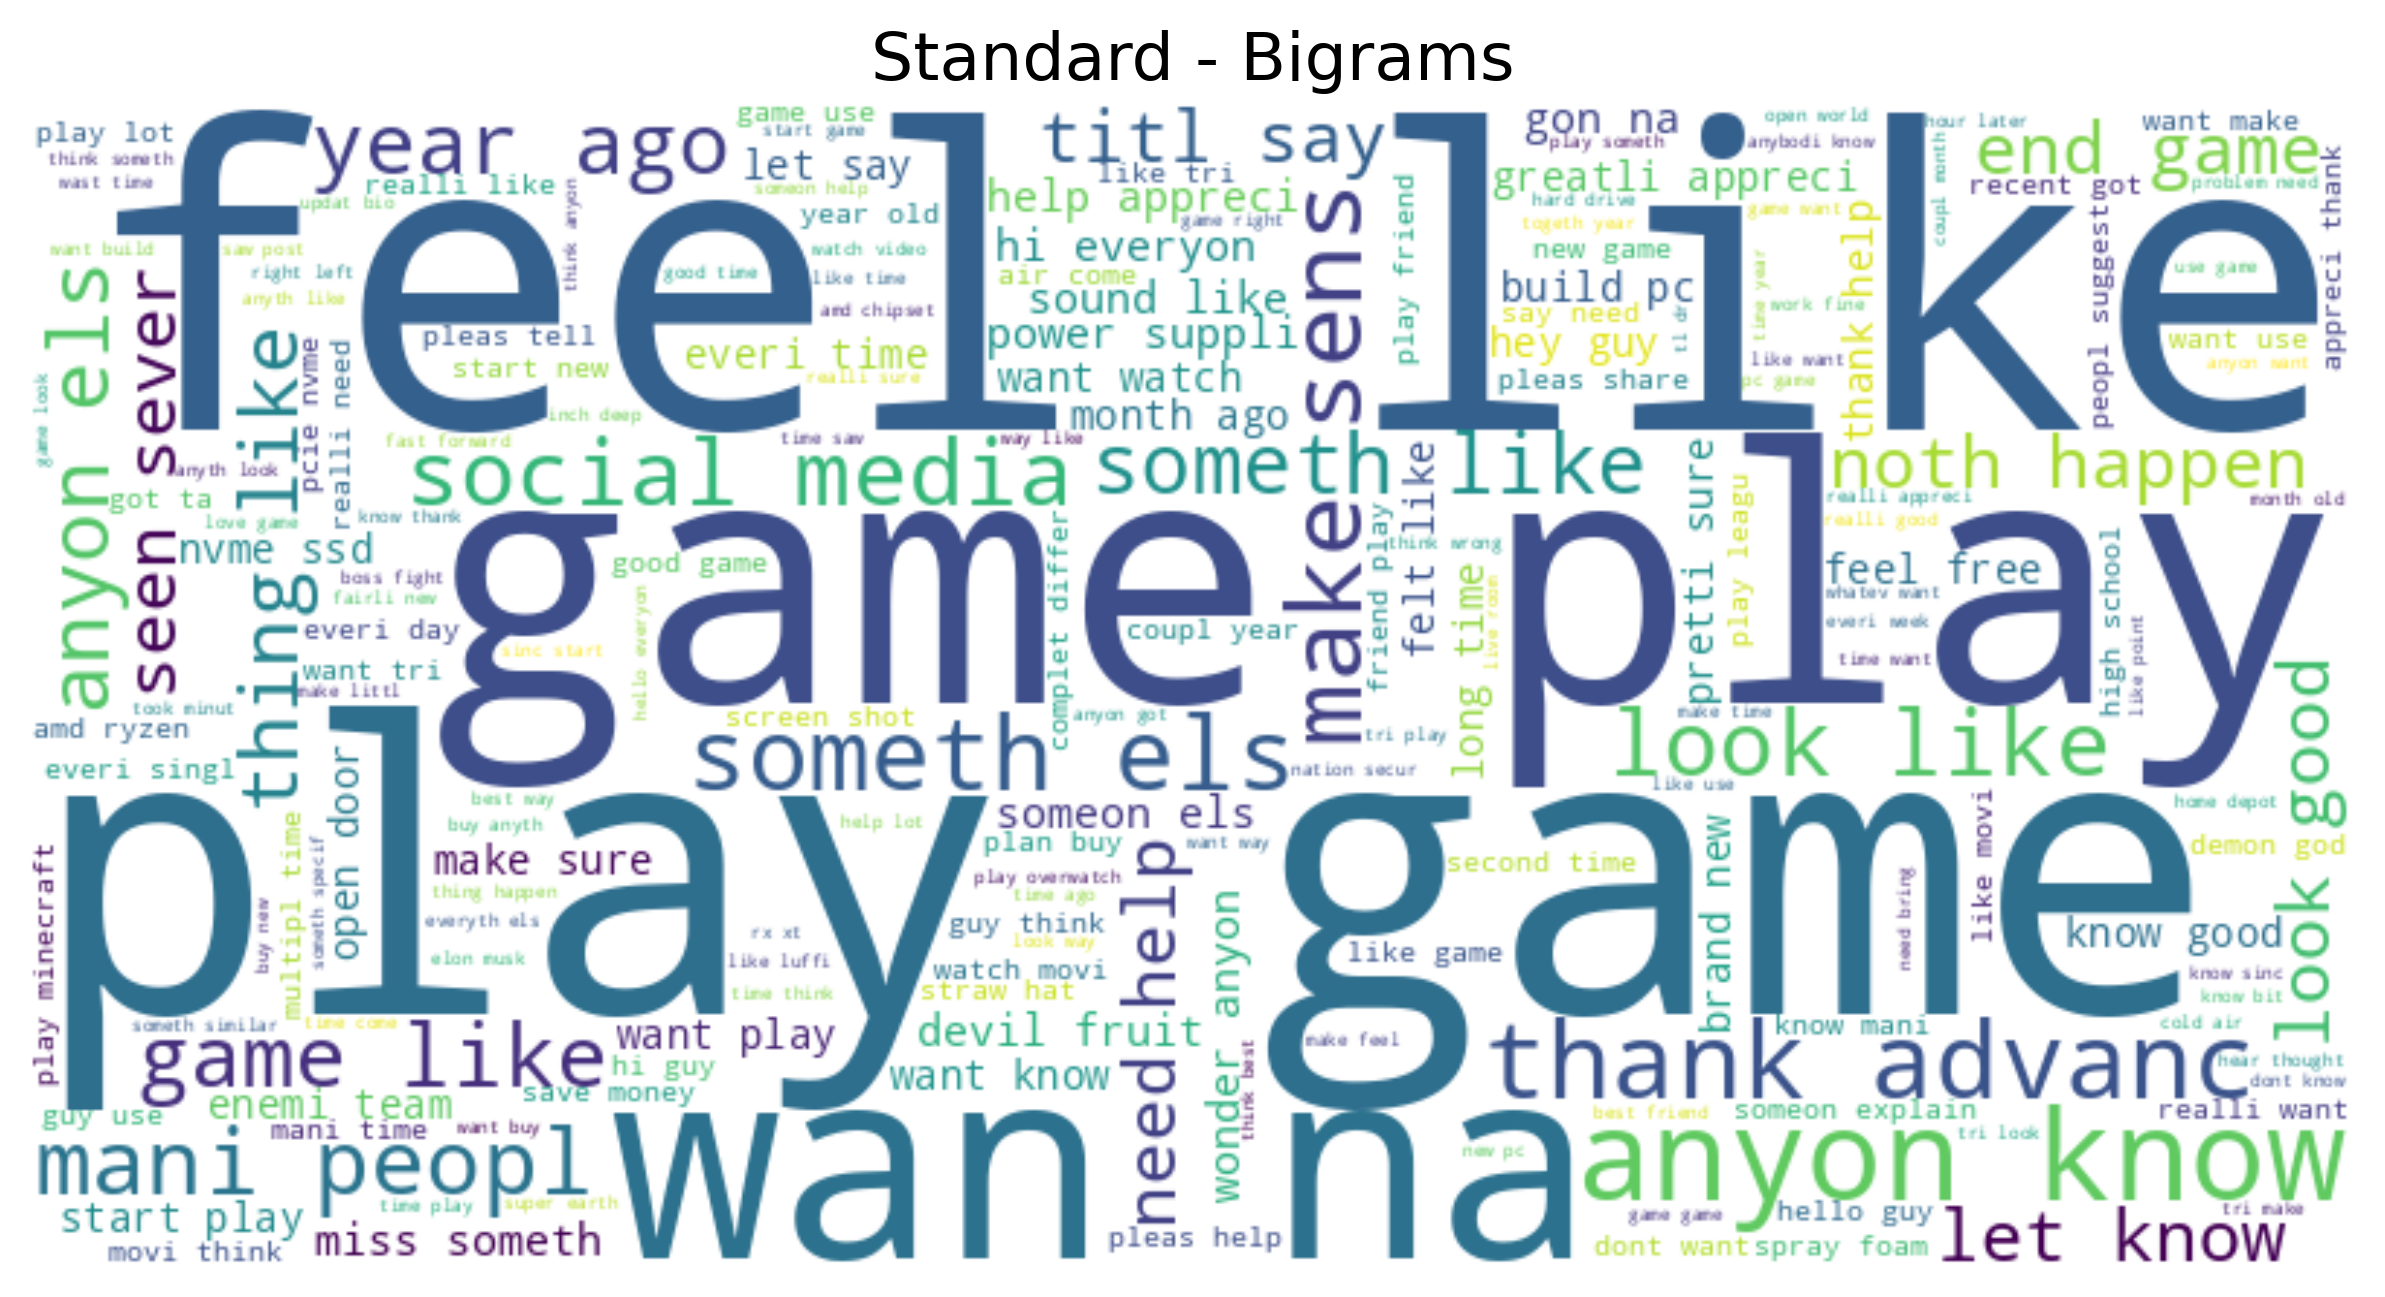 Standard - Bigrams
feel like
game play
play game
wan na
play lot
think someth
wast time
year ago
game use
start game
let say
titl say
like tri
gon na
play someth
open world
anybodi know
hour later
want make
end game
recent got
problem need
realli like
updat bio
someon help
year old
help appreci
game right
greatli appreci
hard drive
togeth year
game want
want build
saw post
right left
anyth like
think anyon
watch video
good time
like time
hi everyon
air come
sound like
amd chipset
power suppli
want watch
month ago
new game
build pc
say need
hey guy
pleas share
tl dr
time year
work fine
like want
pc game
use game
want use
anyon want
pleas tell
start new
everi time
realli sure
inch deep
fast forward
time saw
way like
make sens
play friend
thank help
coupl month
peopl suggest
appreci thank
anyon els
game look
seen sever
thing like
pcie nvme
realli need
anyth look
got ta
love game
know thank
nvme ssd
social media
someth like
noth happen
realli appreci
realli good
month old
felt like
friend play
think wrong
pretti sure
play leagu
long time
live room
feel free
whatev want
everi week
time want
high school
like point
boss fight
fairli new
everi day
good game
sinc start
hello everyon
complet differ
coupl year
want tri
make littl
took minut
amd ryzen
everi singl
screen shot
anyon got
someth els
tri play
nation secur
make time
look like
like use
look good
best way
buy anyth
help lot
someon els
plan buy
want way
home depot
demon god
second time
open door
multipl time
someth specif
buy new
play minecraft
make sure
thing happen
everyth els
elon musk
rx xt
like luffi
time think
play overwatch
time ago
guy think
look way
watch movi
straw hat
need help
wonder anyon
think best
brand new
need bring
like movi
like game
know good
know sinc
know bit
cold air
someth similar
time come
game like
want play
hi guy
save money
devil fruit
want know
make feel
know mani
thank advanc
hear thought
dont know
guy use
enemi team
mani time
want buy
mani peopl
time play
super earth
start play
movi think
miss someth
pleas help
new pc
best friend
someon explain
tri look
realli want
anyon know
game game
hello guy
tri make
dont want
spray foam
let know